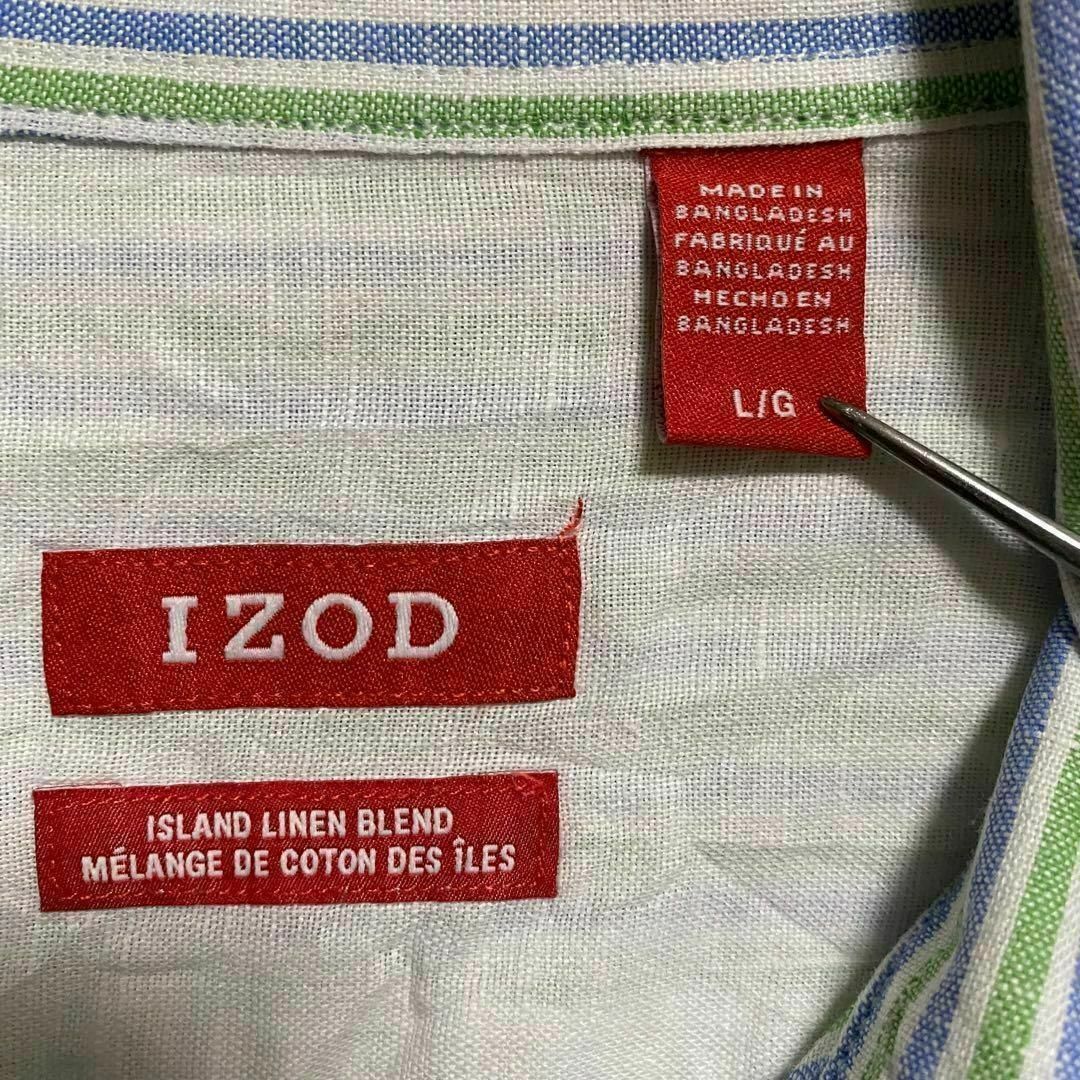 MADE IN
BANGLADESH
FABRIQUÉ AU
BANGLADESH
HECHO EN
BANGLADESH
L/G
IZOD
ISLAND LINEN BLEND
MÉLANGE DE COTON DES ÎLES